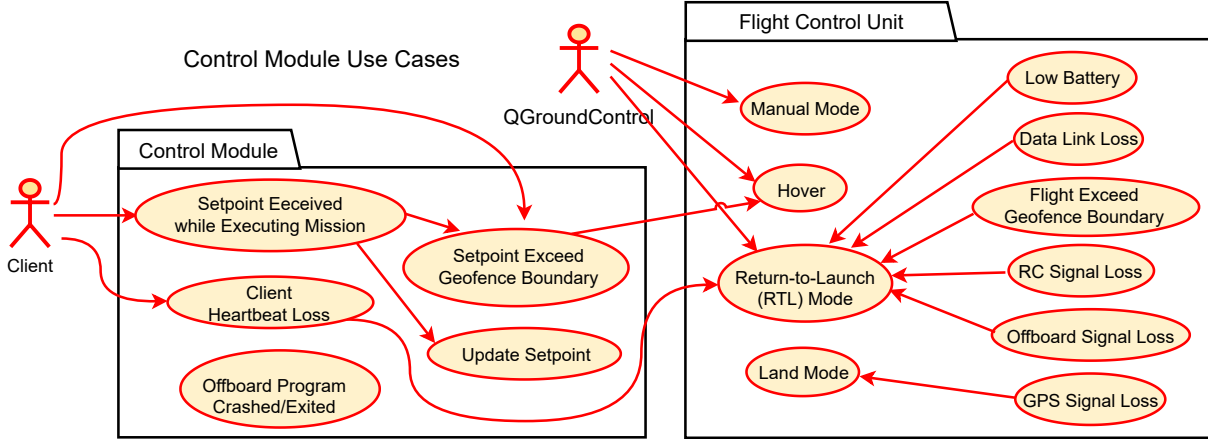 Flight Control Unit
Control Module Use Cases
QGroundControl
Control Module
Client
Setpoint Eeceived
while Executing Mission
Setpoint Exceed
Geofence Boundary
Client
Heartbeat Loss
Update Setpoint
Offboard Program
Crashed/Exited
Manual Mode
Hover
Return-to-Launch
(RTL) Mode
Land Mode
Low Battery
Data Link Loss
Flight Exceed
Geofence Boundary
RC Signal Loss
Offboard Signal Loss
GPS Signal Loss